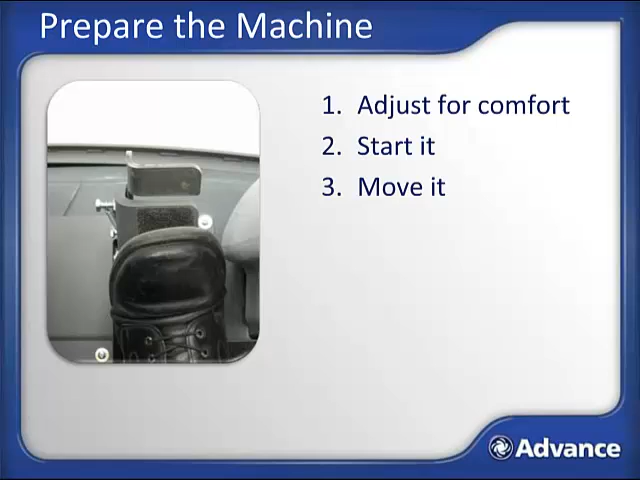 Prepare the Machine
1. Adjust for comfort
2. Start it
3. Move it
Advance